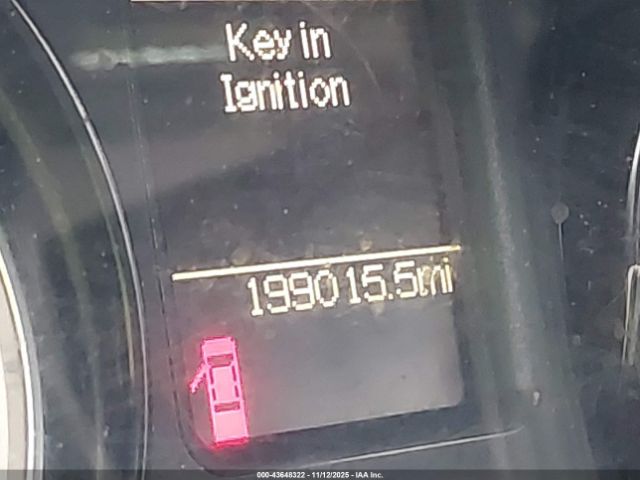 Key in
Ignition
199015.5mi
000-43648322 - 11/12/2025 - IAA Inc.